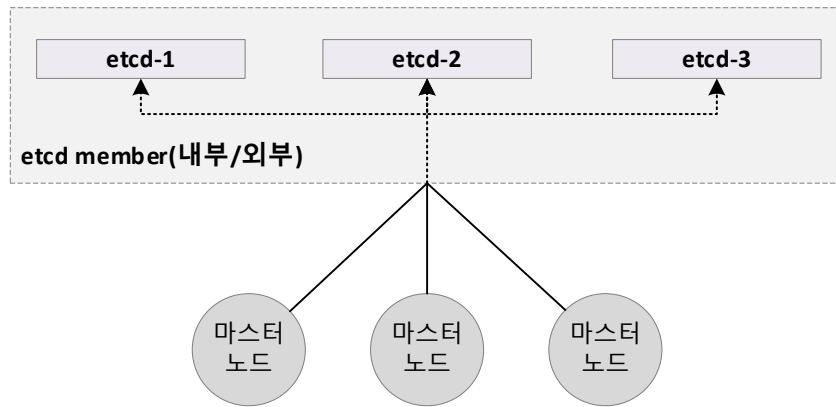 etcd-1
etcd-2
etcd-3
etcd member(내부/외부)
마스터
노드
마스터
노드
마스터
노드